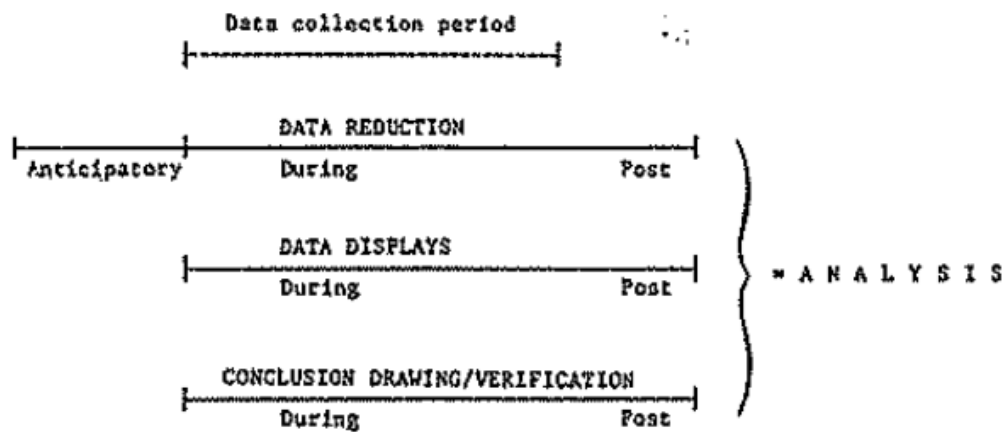 Data collection period
DATA REDUCTION
Anticipatory During Post
DATA DISPLAYS
During Post
= A N A L Y S I S
CONCLUSION DRAWING/VERIFICATION
During Post